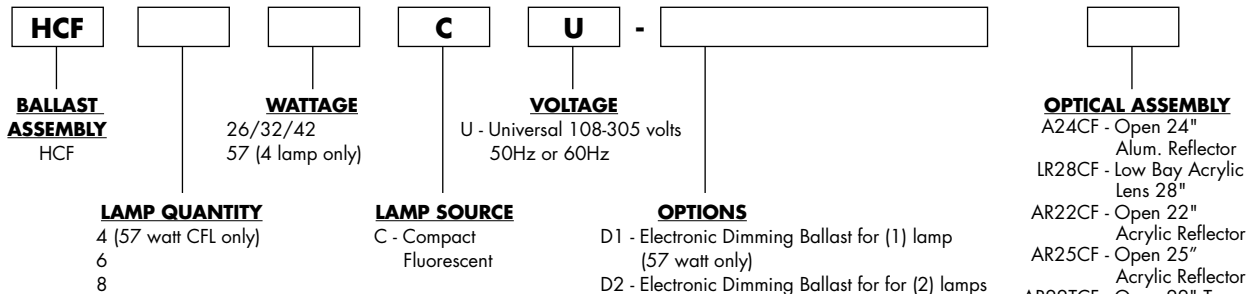 HCF C U -
BALLAST
ASSEMBLY
HCF
WATTAGE
26/32/42
57 (4 lamp only)
VOLTAGE
U - Universal 108-305 volts
50Hz or 60Hz
OPTICAL ASSEMBLY
A24CF - Open 24"
Alum. Reflector
LR28CF - Low Bay Acrylic
Lens 28"
AR22CF - Open 22"
Acrylic Reflector
AR25CF - Open 25”
Acrylic Reflector
LAMP QUANTITY
4 (57 watt CFL only)
6
8
LAMP SOURCE
C - Compact
Fluorescent
OPTIONS
D1 - Electronic Dimming Ballast for (1) lamp
(57 watt only)
D2 - Electronic Dimming Ballast for for (2) lamps